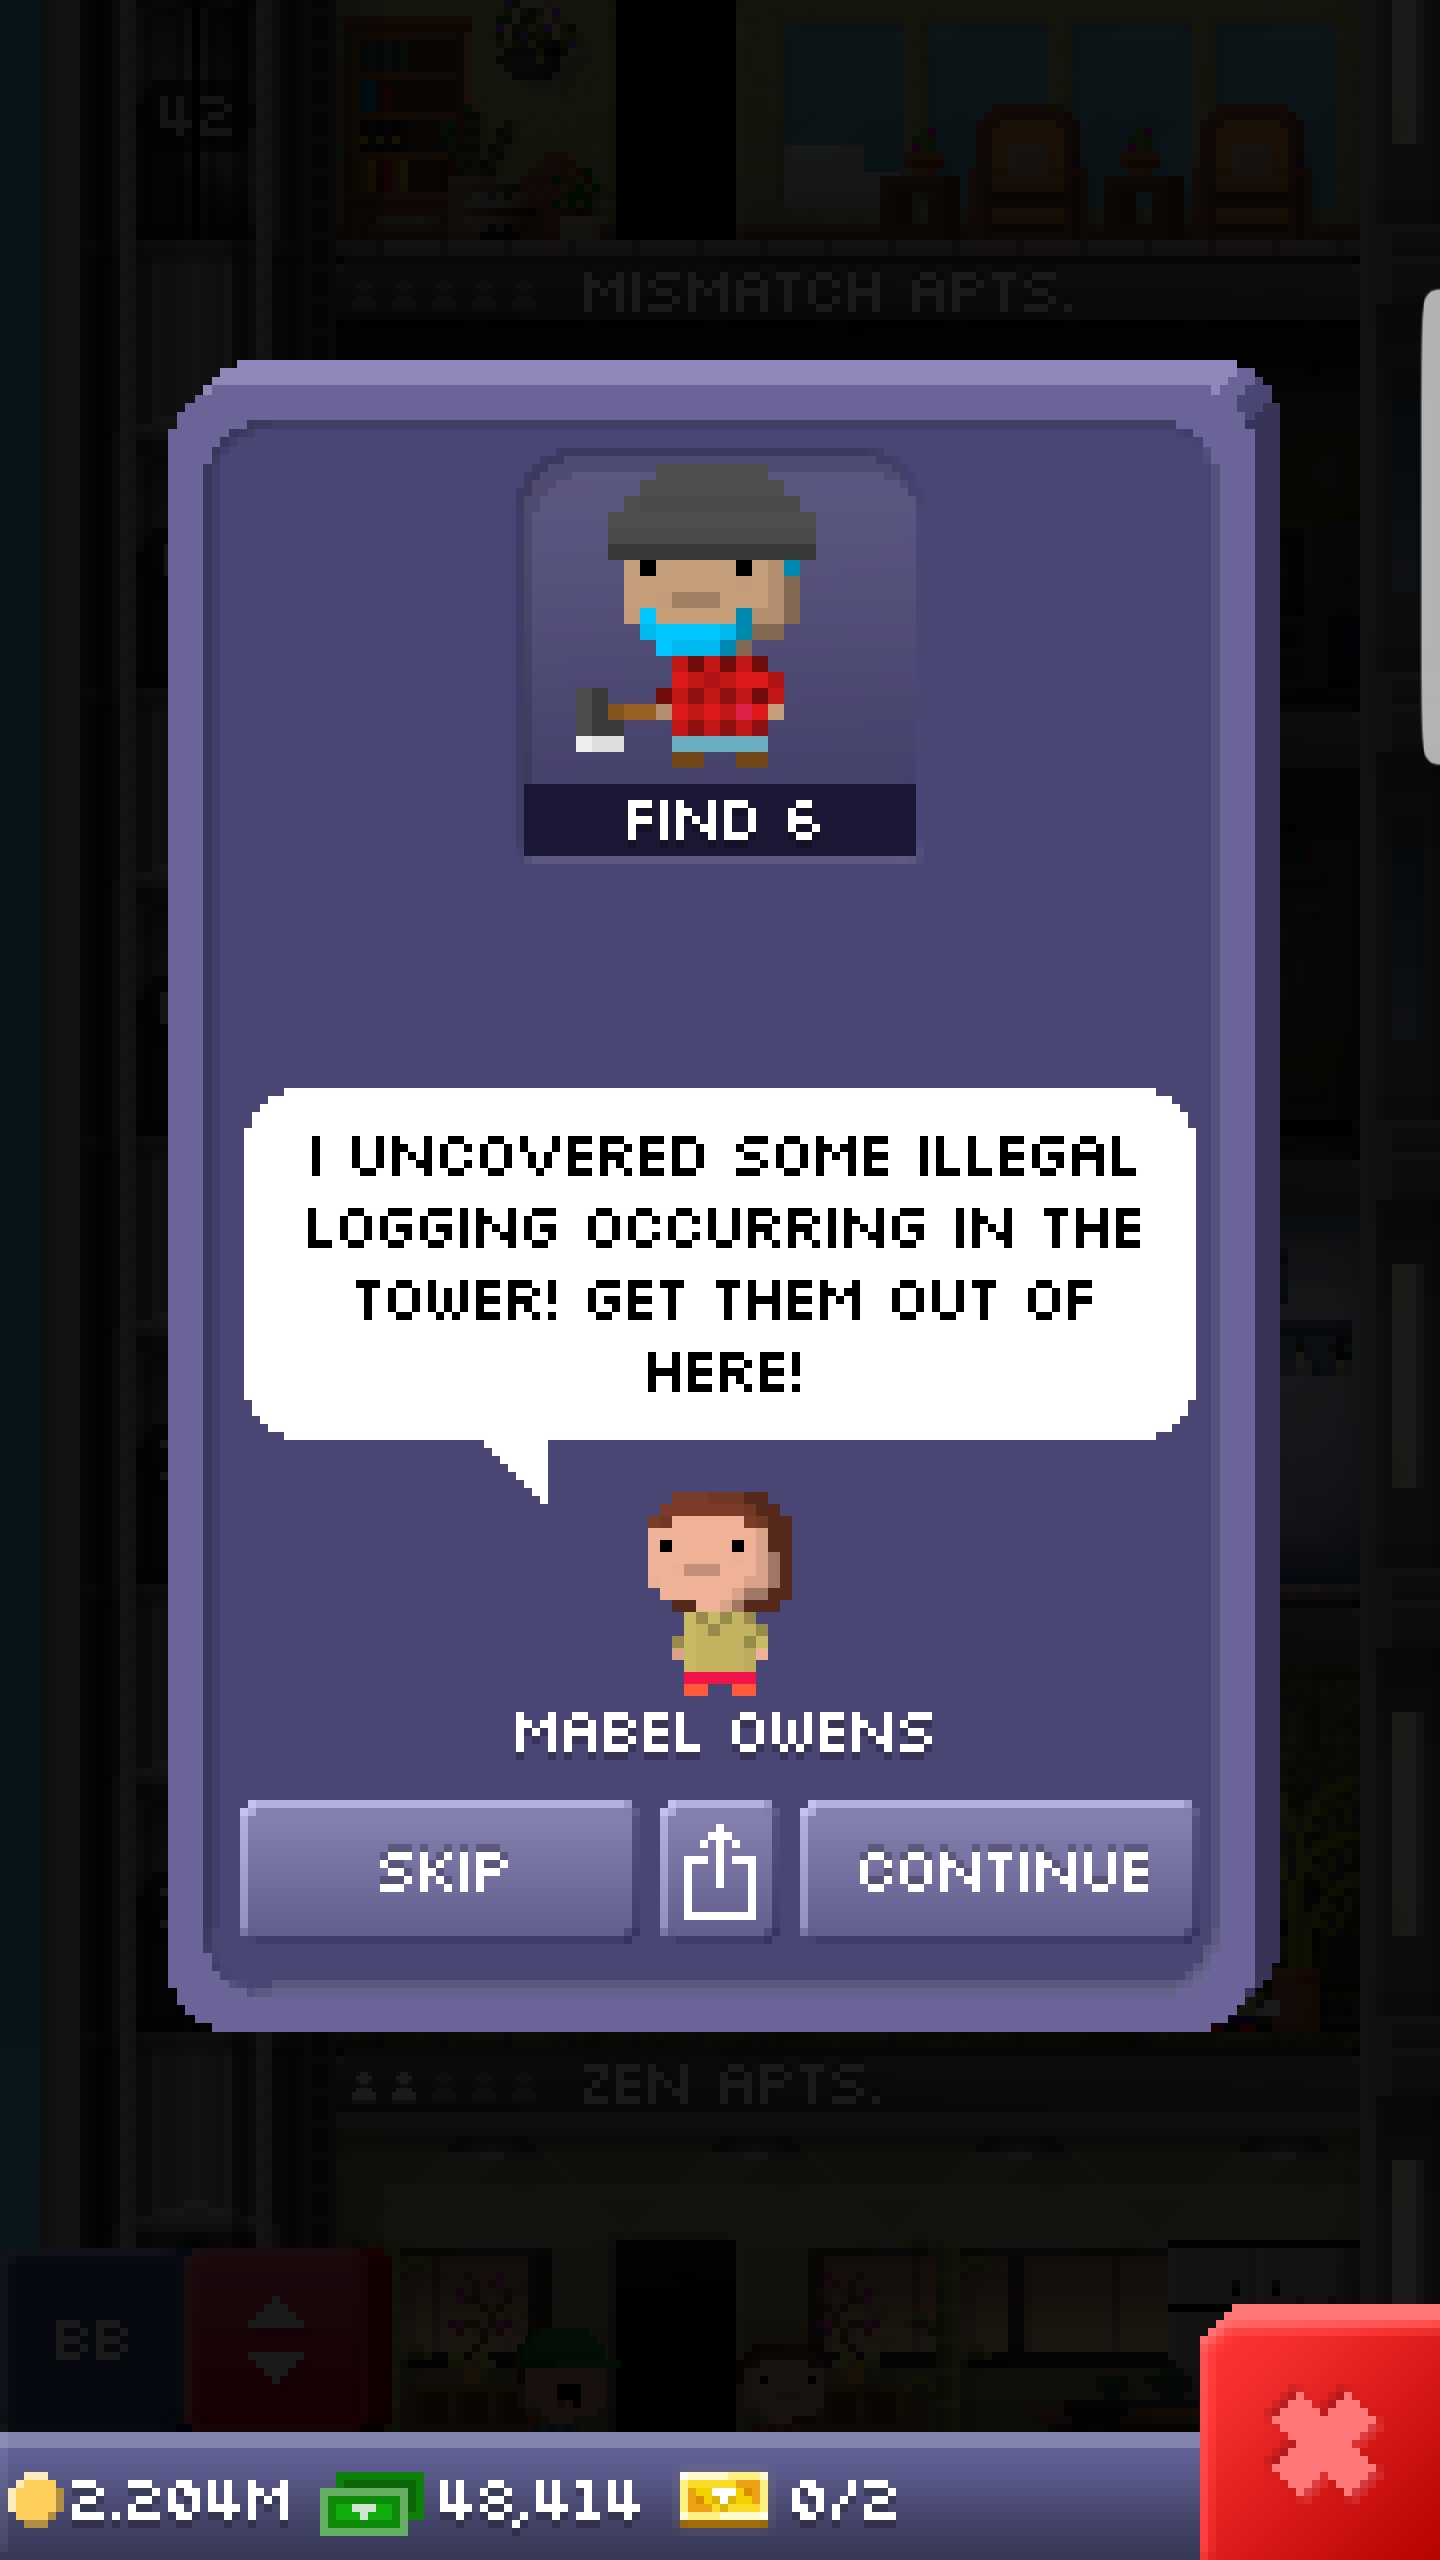 42
MISMATCH APTS.
FIND 6
I UNCOVERED SOME ILLEGAL
LOGGING OCCURRING IN THE
TOWER! GET THEM OUT OF
HERE!
MABEL OWENS
SKIP
CONTINUE
ZEN APTS.
BB
2.204M 48,414 0/2